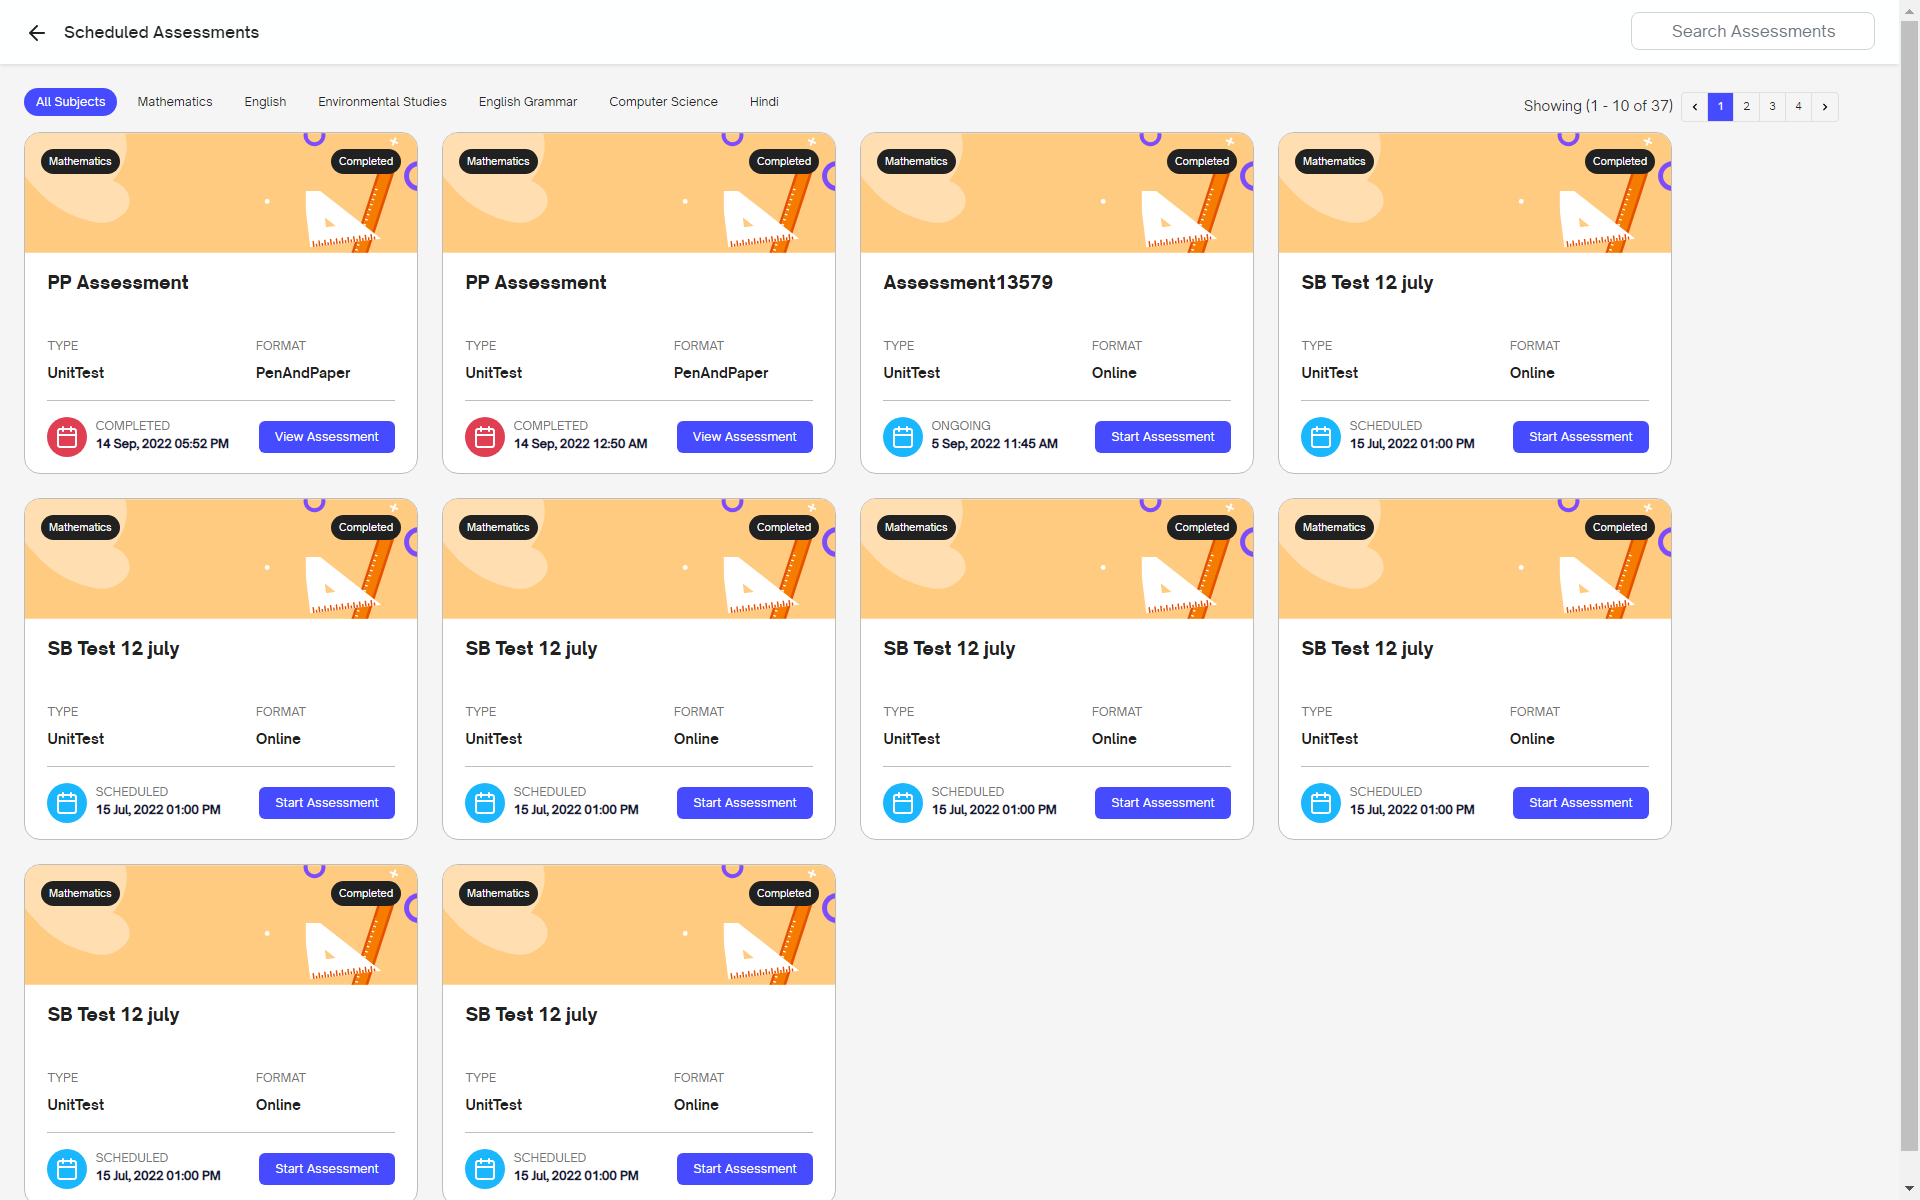 Scheduled Assessments
Search Assessments
All Subjects Mathematics English Environmental Studies English Grammar Computer Science Hindi
Showing (1 - 10 of 37) 1 2 3 4
Mathematics Completed
PP Assessment
TYPE FORMAT
UnitTest PenAndPaper
COMPLETED
14 Sep, 2022 05:52 PM
View Assessment
Mathematics Completed
PP Assessment
TYPE FORMAT
UnitTest PenAndPaper
COMPLETED
14 Sep, 2022 12:50 AM
View Assessment
Mathematics Completed
Assessment13579
TYPE FORMAT
UnitTest Online
ONGOING
5 Sep, 2022 11:45 AM
Start Assessment
Mathematics Completed
SB Test 12 july
TYPE FORMAT
UnitTest Online
SCHEDULED
15 Jul, 2022 01:00 PM
Start Assessment
Mathematics Completed
SB Test 12 july
TYPE FORMAT
UnitTest Online
SCHEDULED
15 Jul, 2022 01:00 PM
Start Assessment
Mathematics Completed
SB Test 12 july
TYPE FORMAT
UnitTest Online
SCHEDULED
15 Jul, 2022 01:00 PM
Start Assessment
Mathematics Completed
SB Test 12 july
TYPE FORMAT
UnitTest Online
SCHEDULED
15 Jul, 2022 01:00 PM
Start Assessment
Mathematics Completed
SB Test 12 july
TYPE FORMAT
UnitTest Online
SCHEDULED
15 Jul, 2022 01:00 PM
Start Assessment
Mathematics Completed
SB Test 12 july
TYPE FORMAT
UnitTest Online
SCHEDULED
15 Jul, 2022 01:00 PM
Start Assessment
Mathematics Completed
SB Test 12 july
TYPE FORMAT
UnitTest Online
SCHEDULED
15 Jul, 2022 01:00 PM
Start Assessment